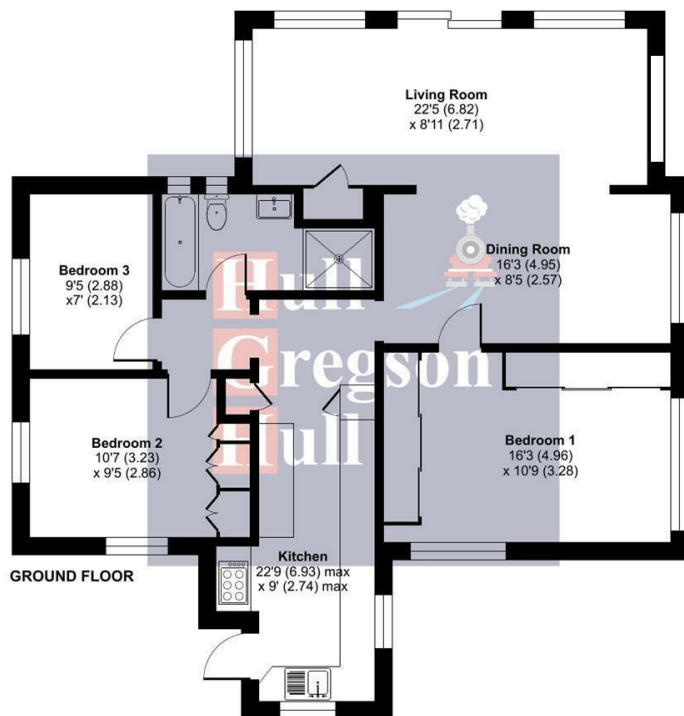 Living Room
22'5 (6.82)
x 8'11 (2.71)
Dining Room
16'3 (4.95)
x 8'5 (2.57)
Bedroom 3
9'5 (2.88)
x7' (2.13)
Hull
Gregson
Hull
Bedroom 2
10'7 (3.23)
x 9'5 (2.86)
Bedroom 1
16'3 (4.96)
x 10'9 (3.28)
Kitchen
22'9 (6.93) max
x 9' (2.74) max
GROUND FLOOR